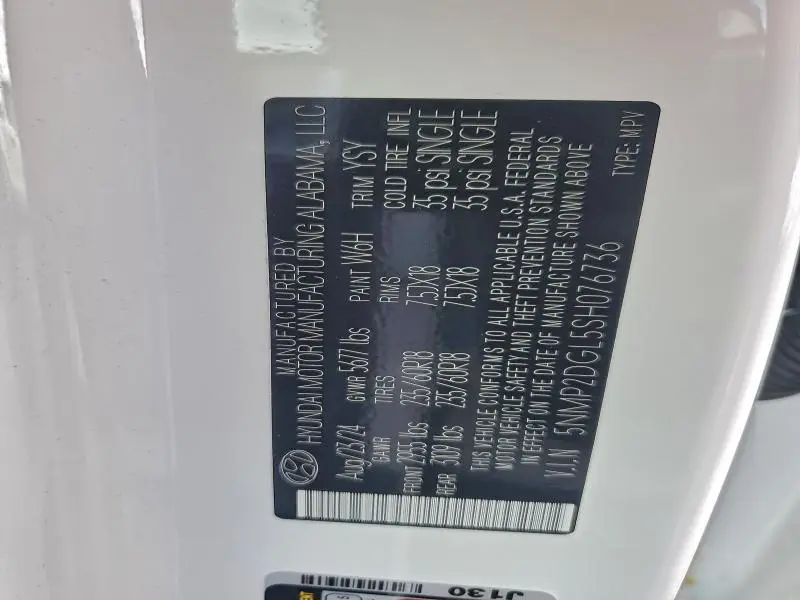 MANUFACTURED BY
HYUNDAI MOTOR MANUFACTURING ALABAMA, LLC
Aug/23/24 GVWR 5677 lbs PAINT W6H TRIM YSY
GAWR TIRES RIMS COLD TIRE INFL
FRONT 2955 lbs 235/60R18 7.5JX18 35 psi SINGLE
REAR 3109 lbs 235/60R18 7.5JX18 35 psi SINGLE
THIS VEHICLE CONFORMS TO ALL APPLICABLE U.S.A. FEDERAL
MOTOR VEHICLE SAFETY AND THEFT PREVENTION STANDARDS
IN EFFECT ON THE DATE OF MANUFACTURE SHOWN ABOVE
V.I.N 5NMP2DGL5SH076736
TYPE: MPV
J130